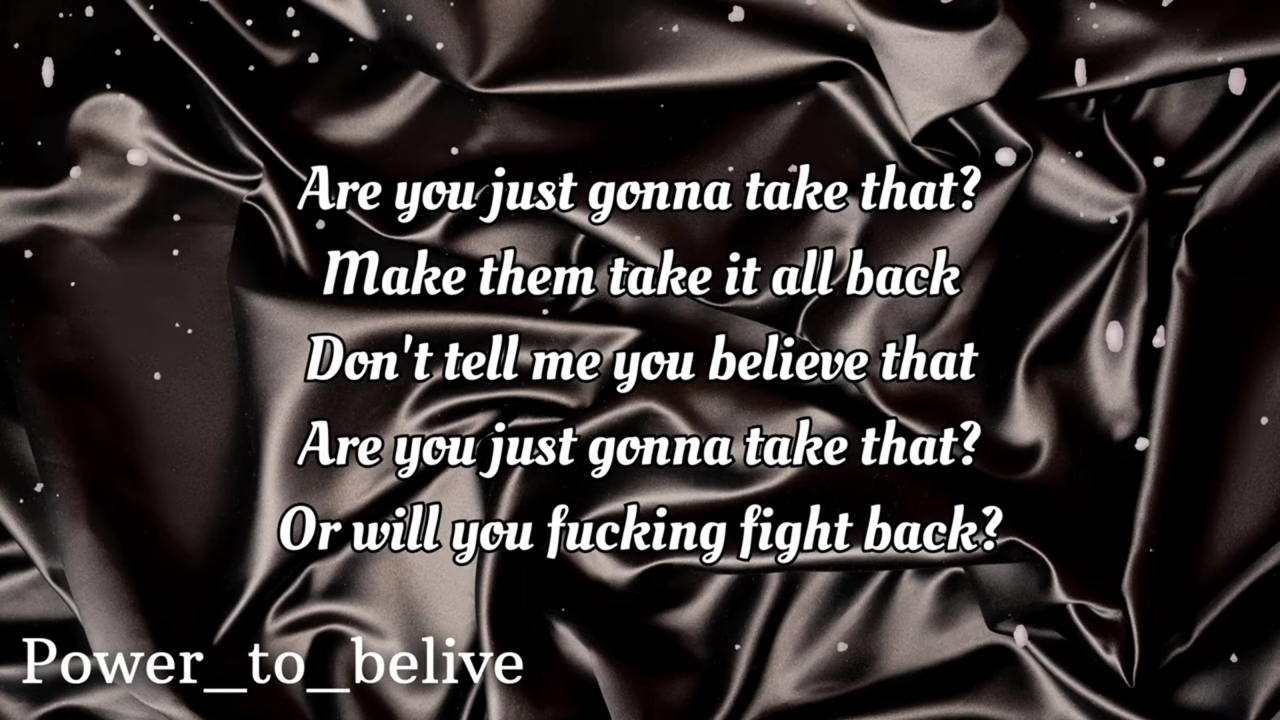 Are you just gonna take that?
Make them take it all back
Don't tell me you believe that
Are you just gonna take that?
Or will you fucking fight back?
Power_to_belive